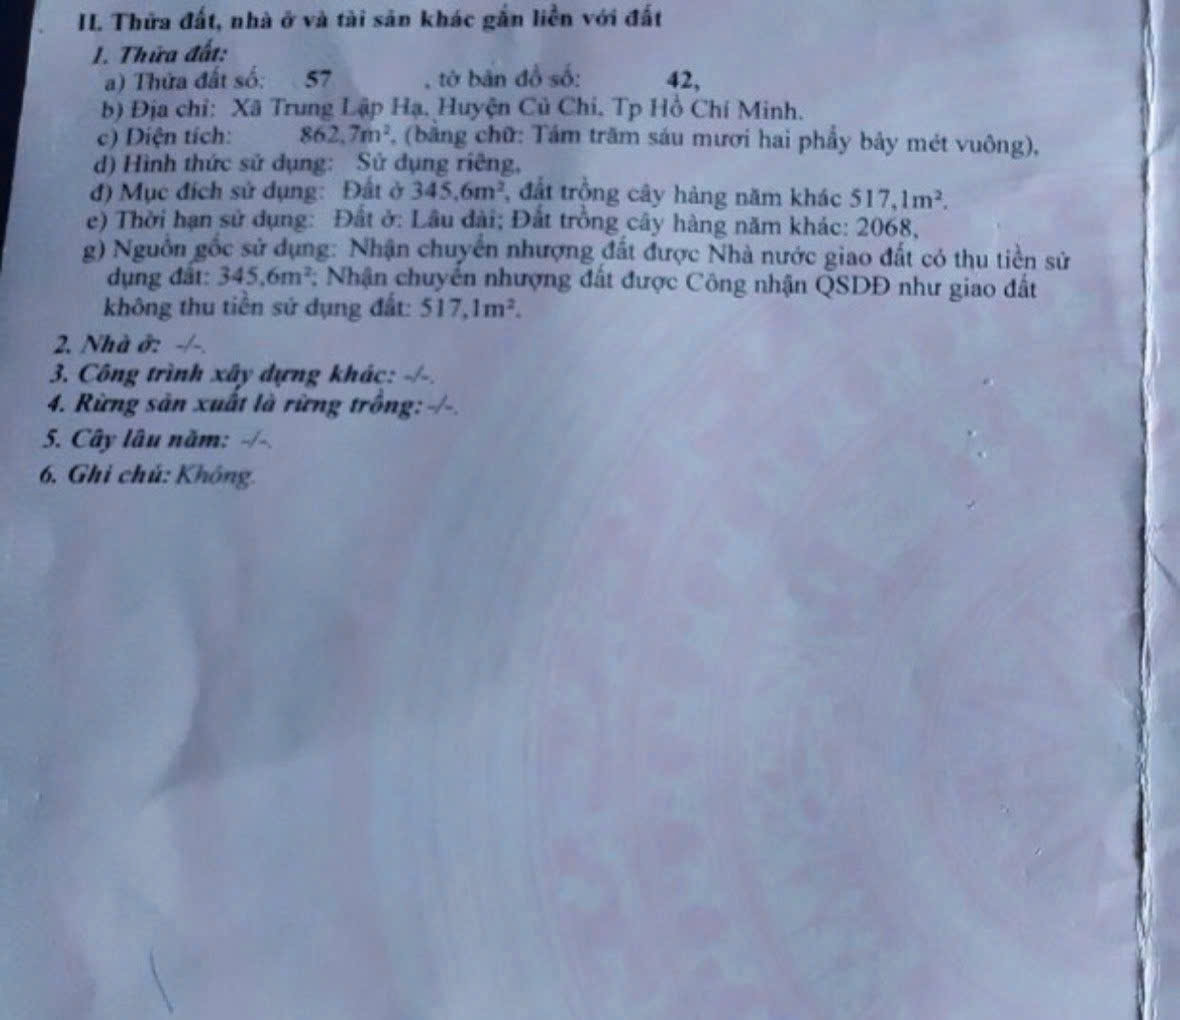 II. Thửa đất, nhà ở và tài sản khác gắn liền với đất
1. Thửa đất:
a) Thửa đất số: 57 , tờ bản đồ số: 42,
b) Địa chỉ: Xã Trung Lập Hạ, Huyện Củ Chi, Tp Hồ Chí Minh.
c) Diện tích: 862,7m², (bằng chữ: Tám trăm sáu mươi hai phẩy bảy mét vuông),
d) Hình thức sử dụng: Sử dụng riêng,
đ) Mục đích sử dụng: Đất ở 345,6m², đất trồng cây hàng năm khác 517,1m².
e) Thời hạn sử dụng: Đất ở: Lâu dài; Đất trồng cây hàng năm khác: 2068,
g) Nguồn gốc sử dụng: Nhận chuyển nhượng đất được Nhà nước giao đất có thu tiền sử
dụng đất: 345,6m²; Nhận chuyển nhượng đất được Công nhận QSDĐ như giao đất
không thu tiền sử dụng đất: 517,1m².
2. Nhà ở: -/-.
3. Công trình xây dựng khác: -/-.
4. Rừng sản xuất là rừng trồng: -/-.
5. Cây lâu năm: -/-.
6. Ghi chú: Không.